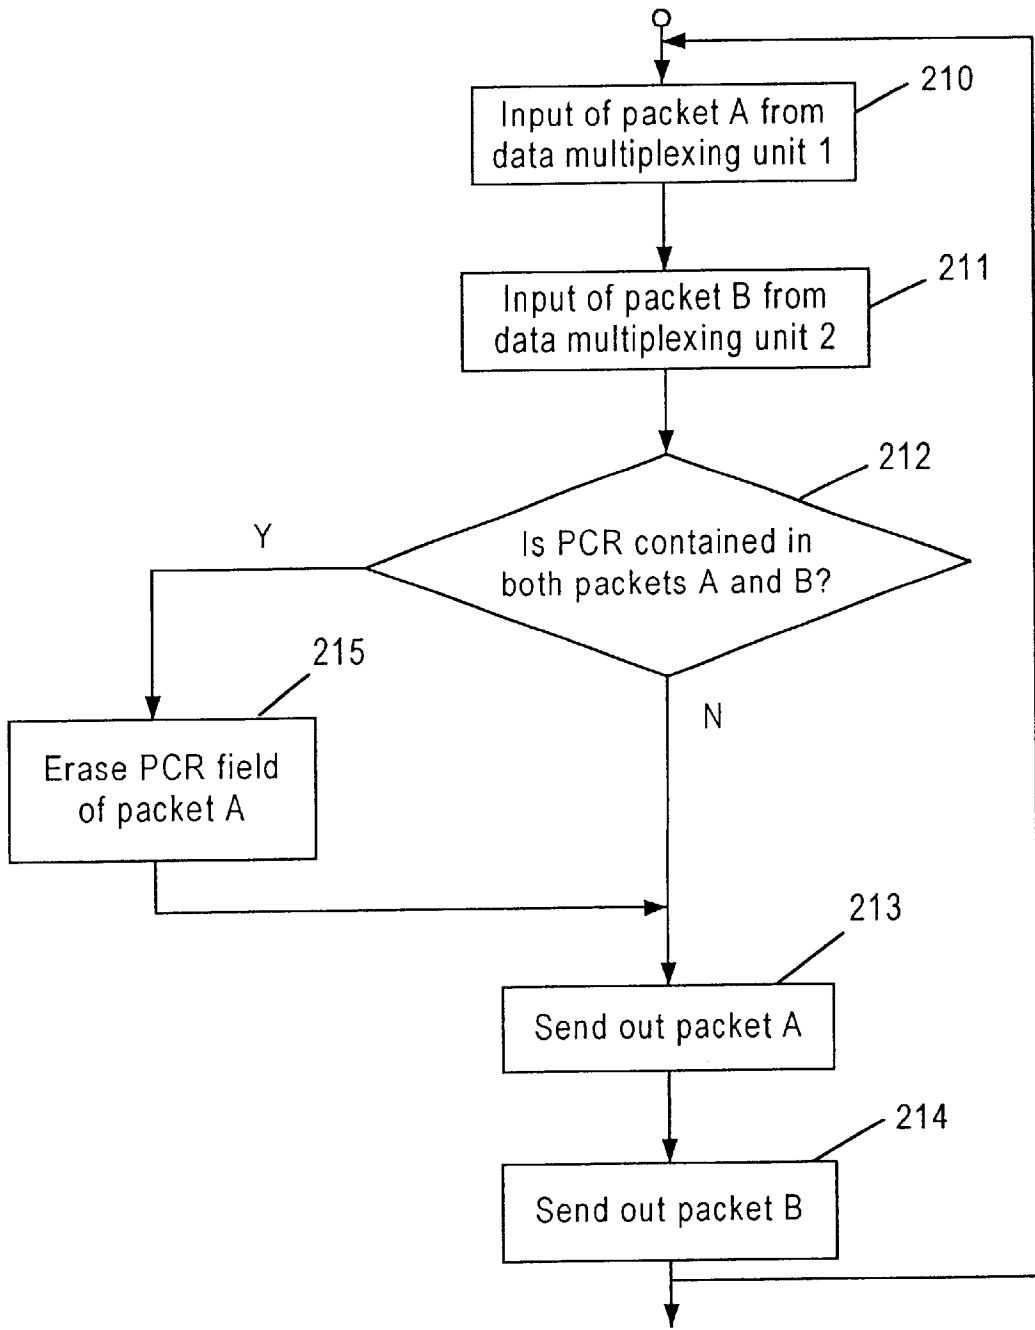 210
Input of packet A from
data multiplexing unit 1
211
Input of packet B from
data multiplexing unit 2
212
Is PCR contained in
both packets A and B?
Y
N
215
Erase PCR field
of packet A
213
Send out packet A
214
Send out packet B